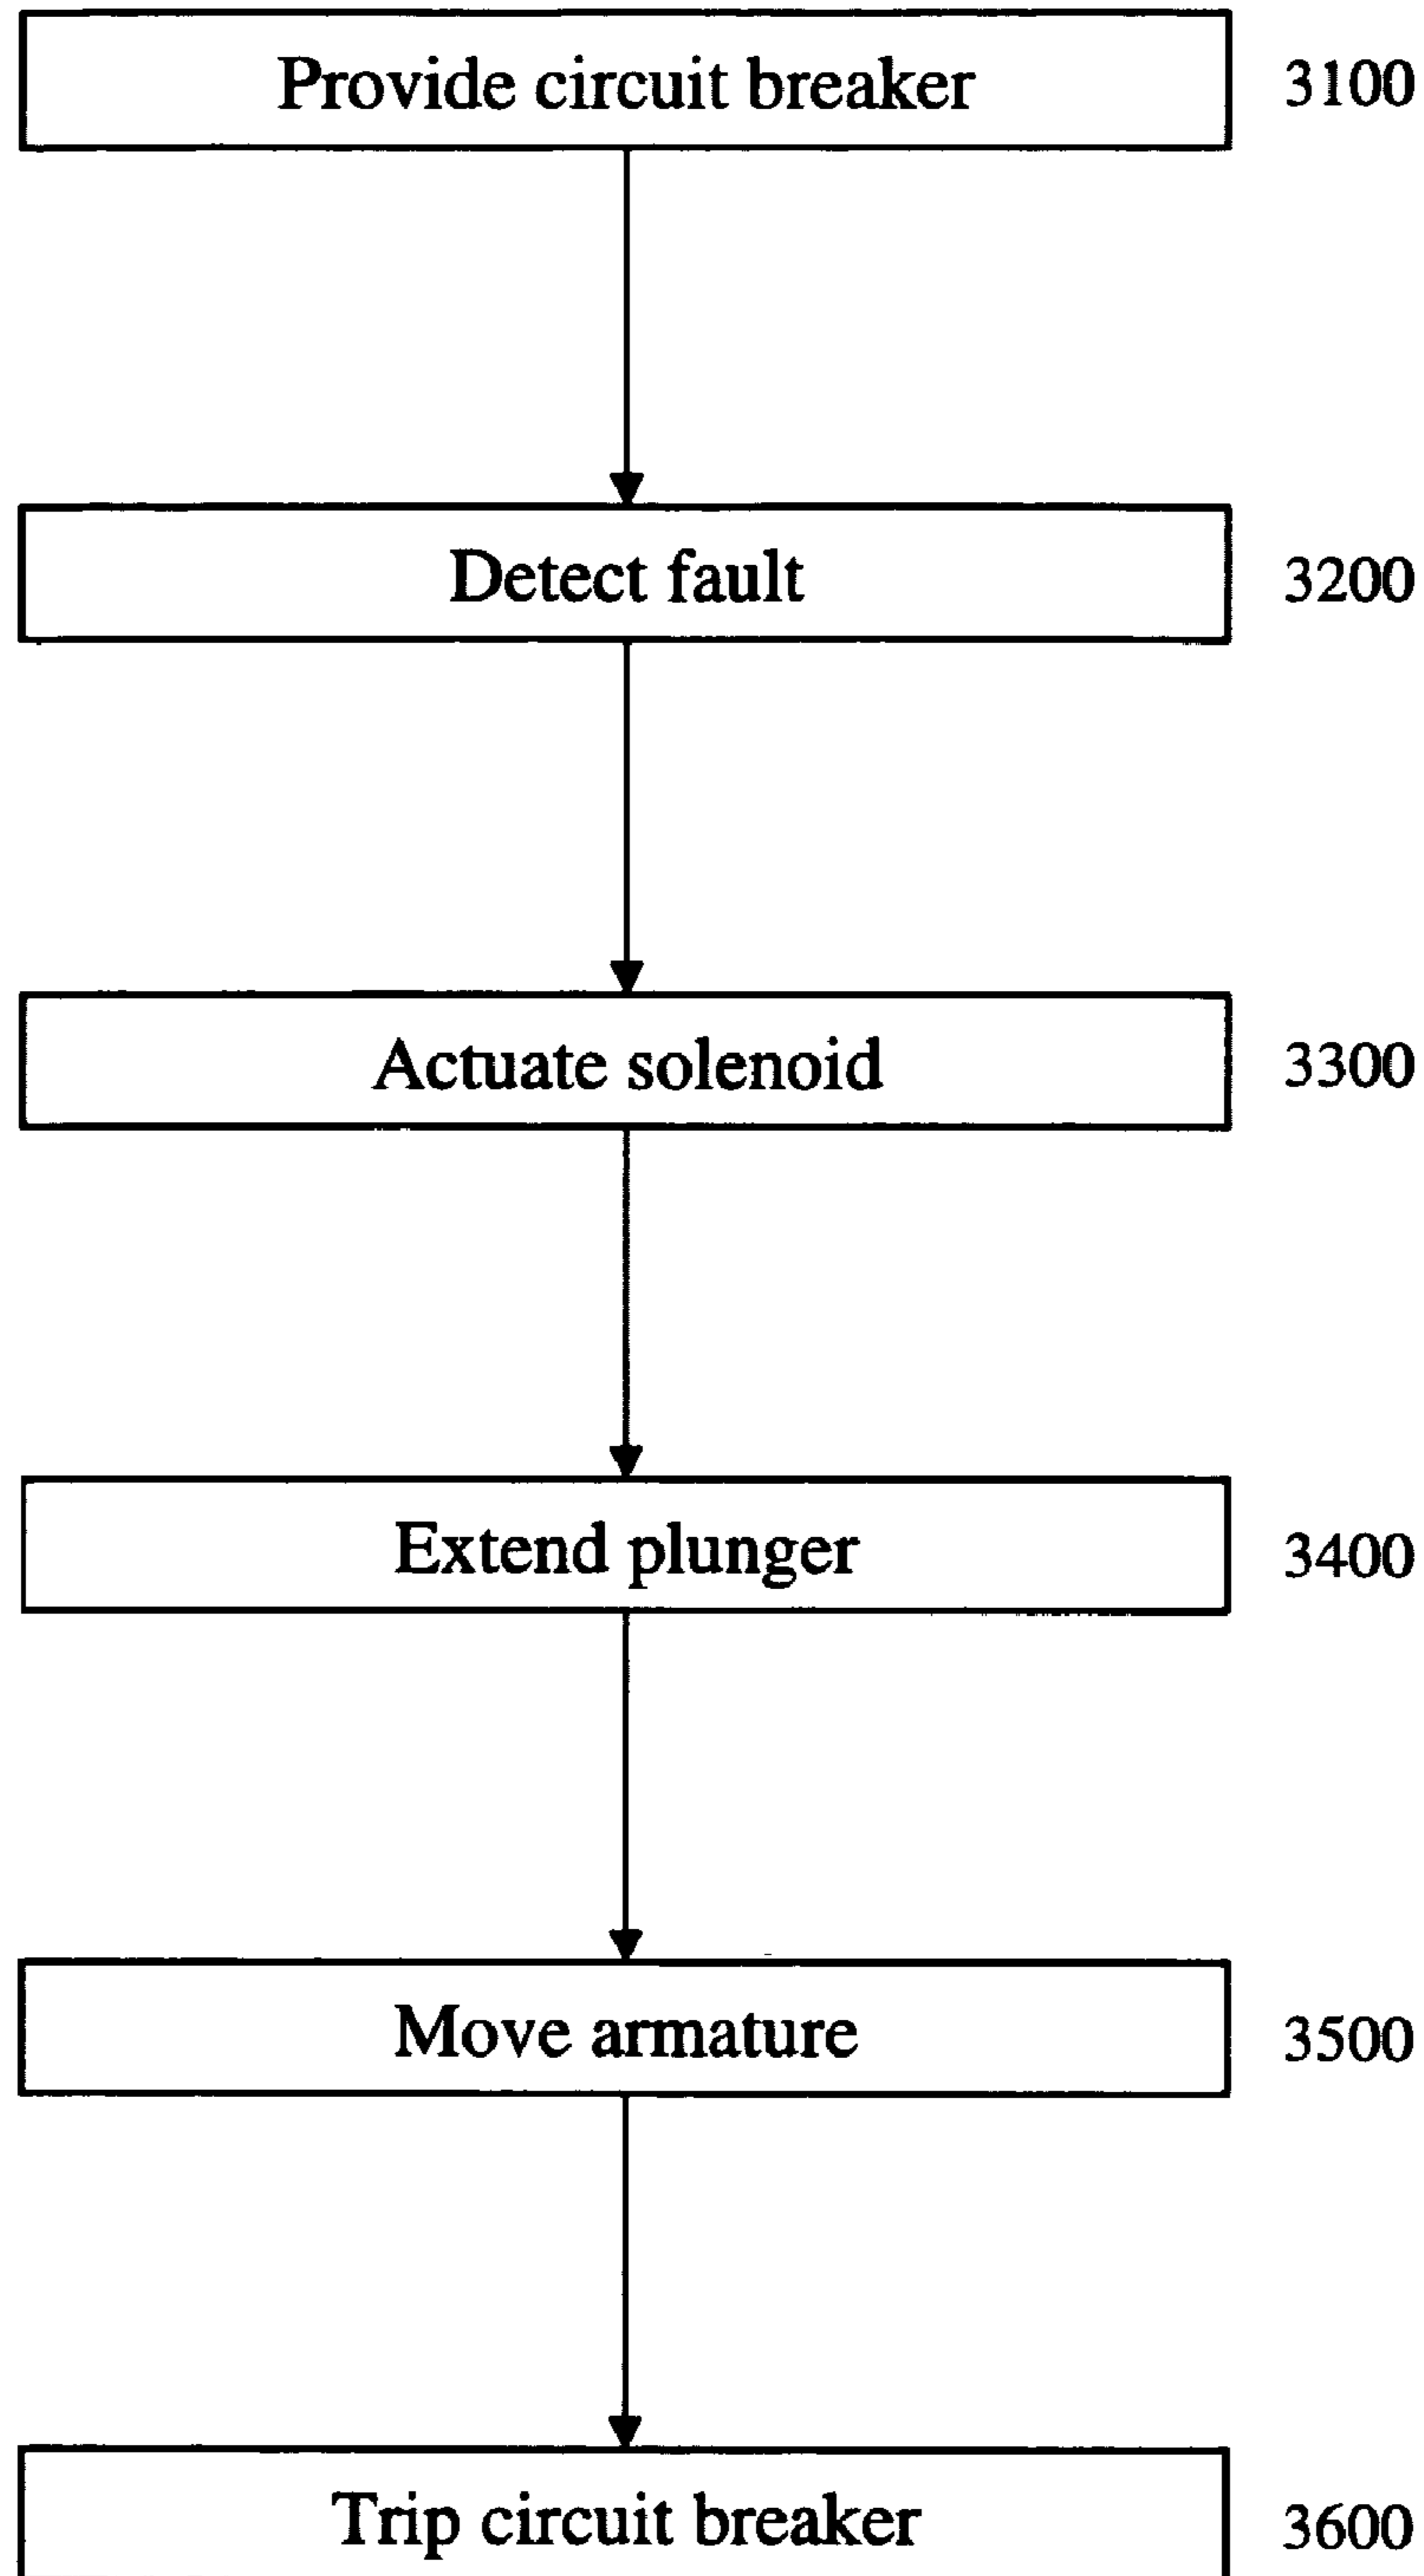 Provide circuit breaker 3100
Detect fault 3200
Actuate solenoid 3300
Extend plunger 3400
Move armature 3500
Trip circuit breaker 3600